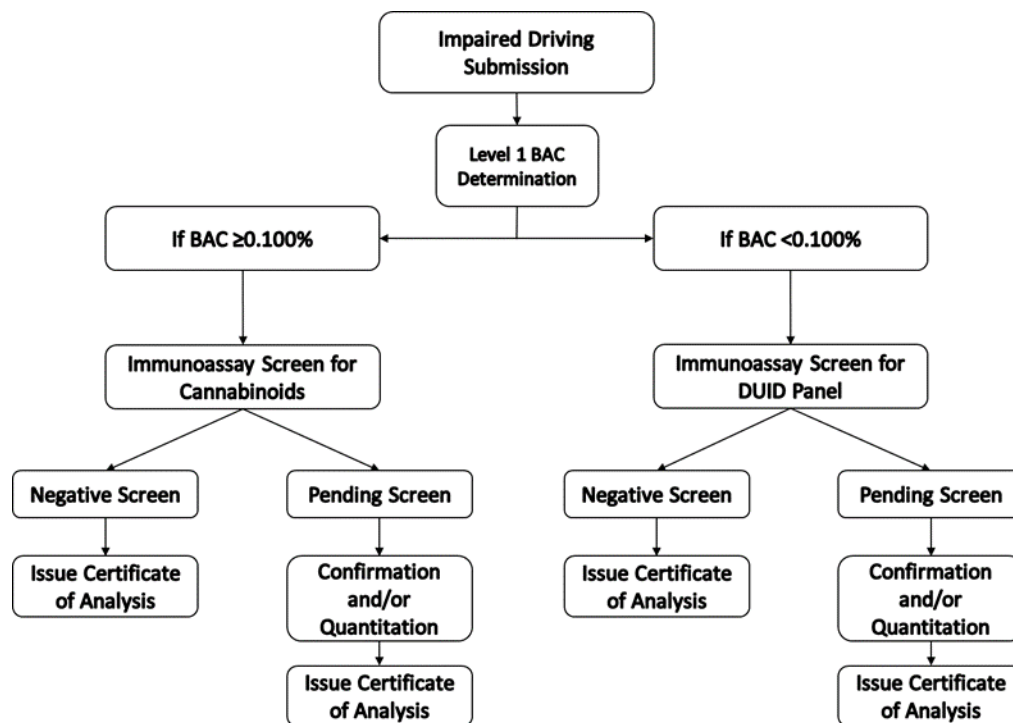 Impaired Driving
Submission
Level 1 BAC
Determination
If BAC ≥0.100%
If BAC <0.100%
Immunoassay Screen for
Cannabinoids
Immunoassay Screen for
DUID Panel
Negative Screen
Pending Screen
Negative Screen
Pending Screen
Issue Certificate
of Analysis
Confirmation
and/or
Quantitation
Issue Certificate
of Analysis
Confirmation
and/or
Quantitation
Issue Certificate
of Analysis
Issue Certificate
of Analysis